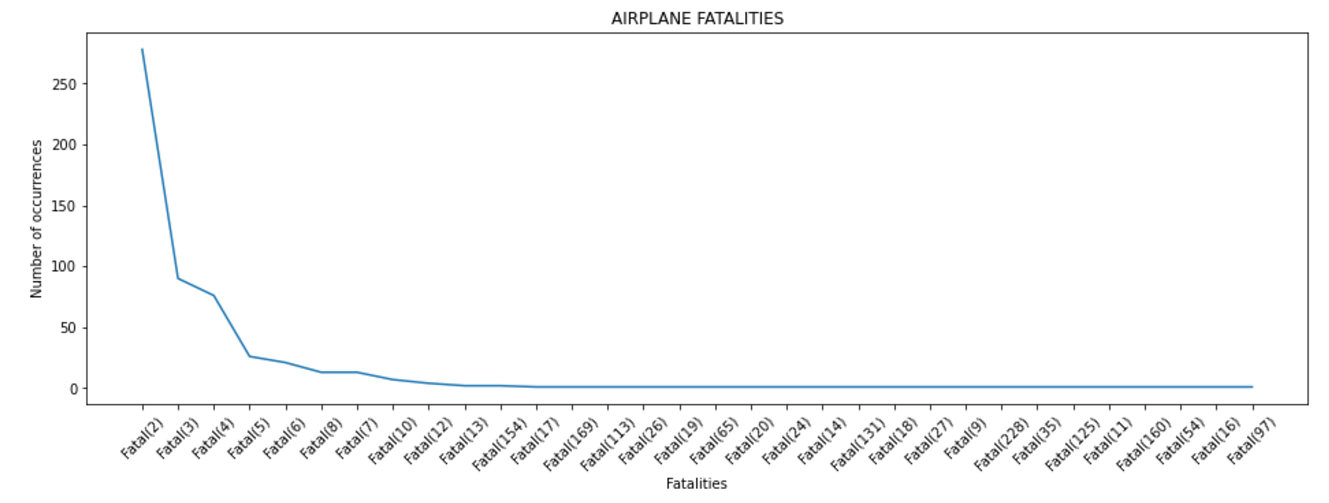 AIRPLANE FATALITIES
Number of occurrences
250
200
150
100
50
0
Fatal(2)
Fatal(3)
Fatal(4)
Fatal(5)
Fatal(6)
Fatal(8)
Fatal(7)
Fatal(10)
Fatal(12)
Fatal(13)
Fatal(154)
Fatal(17)
Fatal(169)
Fatal(113)
Fatal(26)
Fatal(19)
Fatal(65)
Fatal(20)
Fatal(24)
Fatal(14)
Fatal(131)
Fatal(18)
Fatal(27)
Fatal(9)
Fatal(228)
Fatal(35)
Fatal(125)
Fatal(11)
Fatal(160)
Fatal(54)
Fatal(16)
Fatal(97)
Fatalities